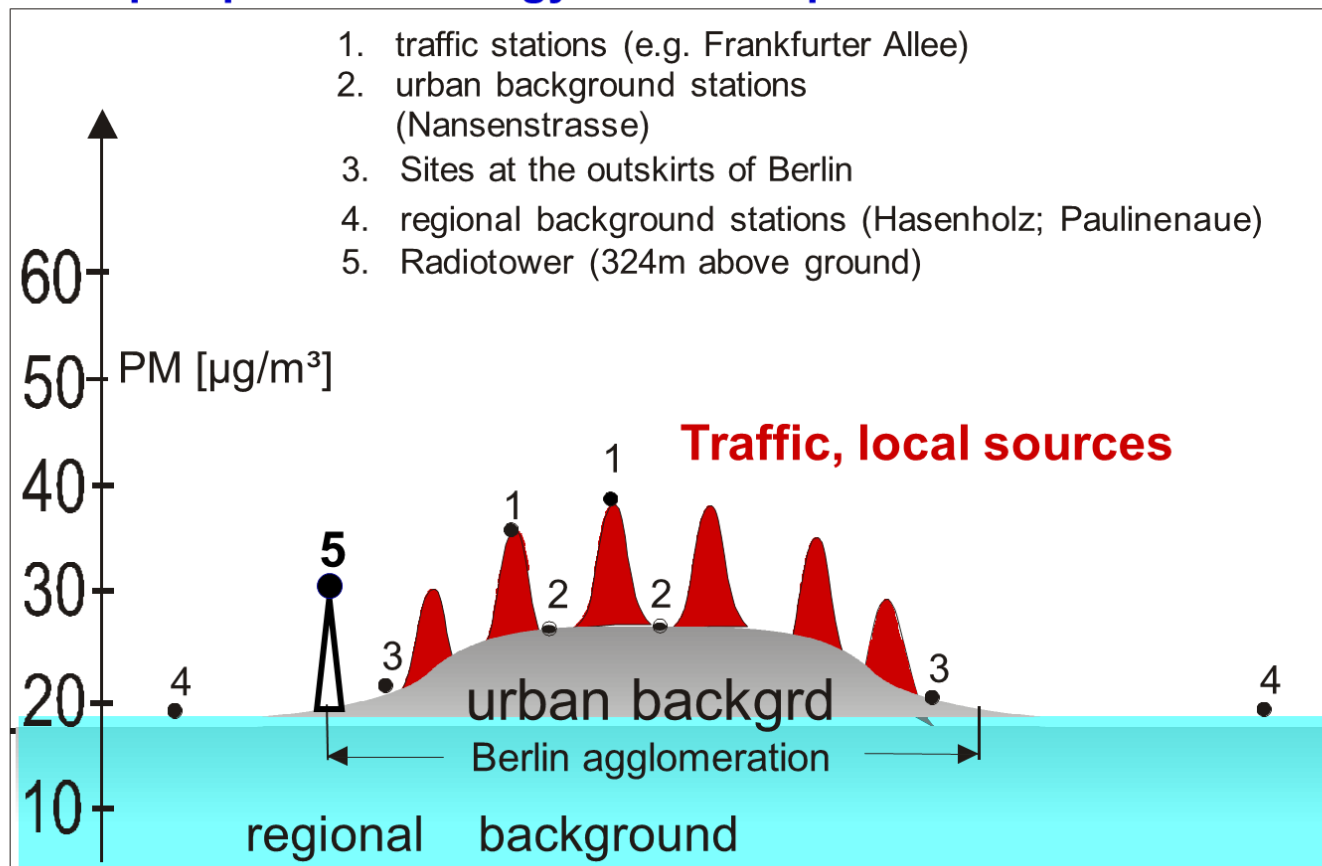 1. traffic stations (e.g. Frankfurter Allee)
2. urban background stations
(Nansenstrasse)
3. Sites at the outskirts of Berlin
4. regional background stations (Hasenholz; Paulinenaue)
5. Radiotower (324m above ground)
60
PM [µg/m³]
50
Traffic, local sources
40
1
1
30
5
2
2
3
3
20
4
4
urban backgrd
Berlin agglomeration
10
regional background